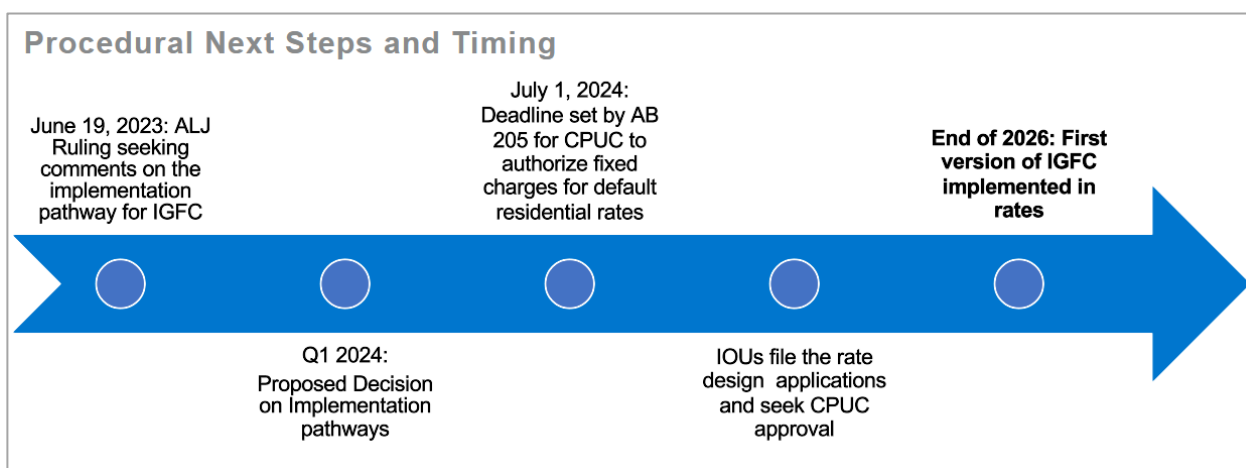 Procedural Next Steps and Timing
June 19, 2023: ALJ
Ruling seeking
comments on the
implementation
pathway for IGFC
Q1 2024:
Proposed Decision
on Implementation
pathways
July 1, 2024:
Deadline set by AB
205 for CPUC to
authorize fixed
charges for default
residential rates
IOUs file the rate
design applications
and seek CPUC
approval
End of 2026: First
version of IGFC
implemented in
rates